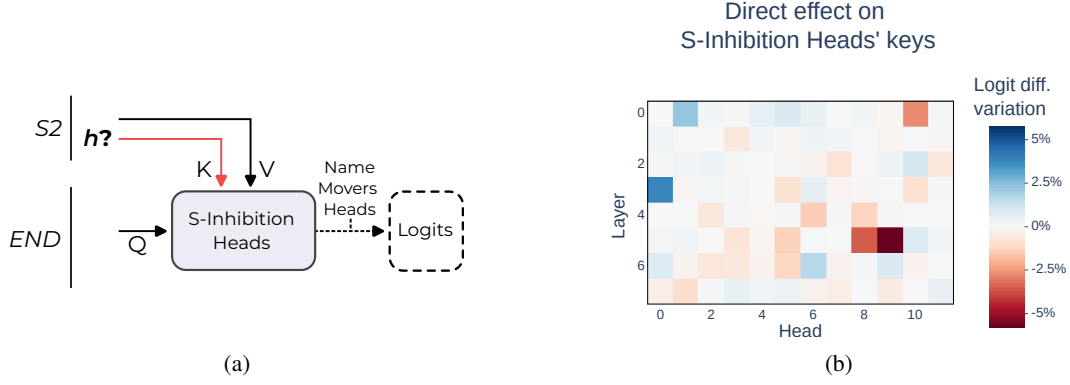 S2
h?
K
V
END
Q
S-Inhibition
Heads
Name
Movers
Heads
Logits
(a)
Direct effect on
S-Inhibition Heads' keys
Logit diff.
variation
Layer
0
2
4
6
0
2
4
6
8
10
Head
5%
2.5%
0%
-2.5%
-5%
(b)